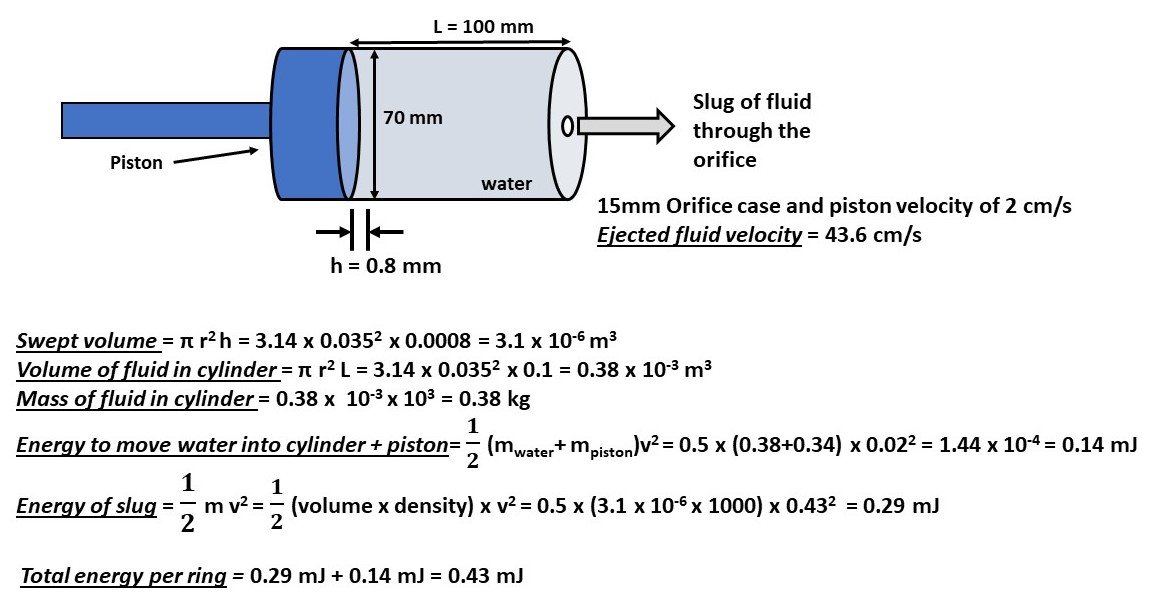 L = 100 mm
70 mm
Piston
water
h = 0.8 mm
Slug of fluid
through the
orifice
15mm Orifice case and piston velocity of 2 cm/s
Ejected fluid velocity = 43.6 cm/s
Swept volume = π r² h = 3.14 x 0.035² x 0.0008 = 3.1 x 10⁻⁶ m³
Volume of fluid in cylinder = π r² L = 3.14 x 0.035² x 0.1 = 0.38 x 10⁻³ m³
Mass of fluid in cylinder = 0.38 x 10⁻³ x 10³ = 0.38 kg
Energy to move water into cylinder + piston= 1/2 (m_water + m_piston)v² = 0.5 x (0.38+0.34) x 0.02² = 1.44 x 10⁻⁴ = 0.14 mJ
Energy of slug = 1/2 m v² = 1/2 (volume x density) x v² = 0.5 x (3.1 x 10⁻⁶ x 1000) x 0.43² = 0.29 mJ
Total energy per ring = 0.29 mJ + 0.14 mJ = 0.43 mJ